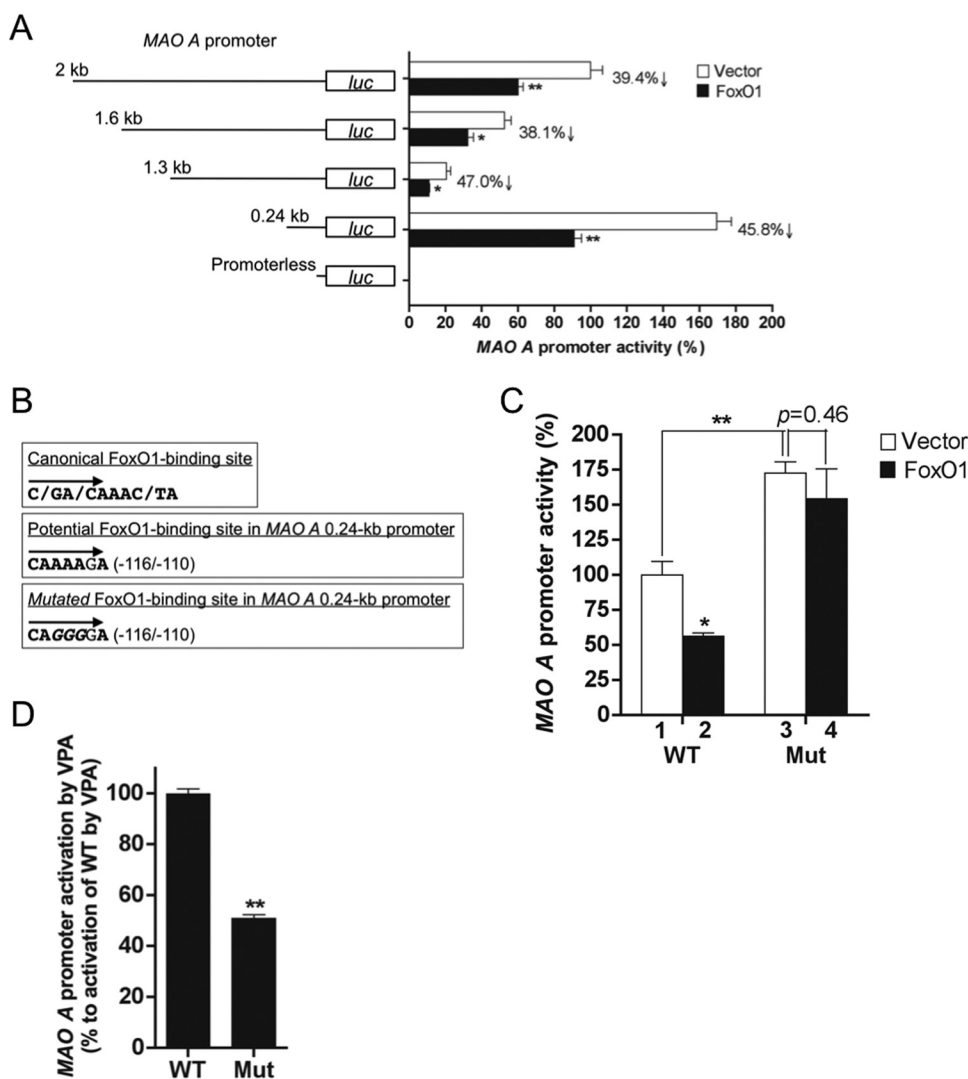 A
MAO A promoter
2 kb
luc
39.4%↓
**
Vector
FoxO1
1.6 kb
luc
38.1%↓
*
1.3 kb
luc
47.0%↓
*
0.24 kb
luc
45.8%↓
**
Promoterless
luc
0 20 40 60 80 100 120 140 160 180 200
MAO A promoter activity (%)
B
Canonical FoxO1-binding site
C/GA/CAAAC/TA
Potential FoxO1-binding site in MAO A 0.24-kb promoter
CAAAAGA (-116/-110)
Mutated FoxO1-binding site in MAO A 0.24-kb promoter
CAGGGGA (-116/-110)
C
MAO A promoter activity (%)
200
175
150
125
100
75
50
25
0
**
p=0.46
*
Vector
FoxO1
1 2 3 4
WT Mut
D
MAO A promoter activation by VPA
(% to activation of WT by VPA)
100
80
60
40
20
0
**
WT Mut